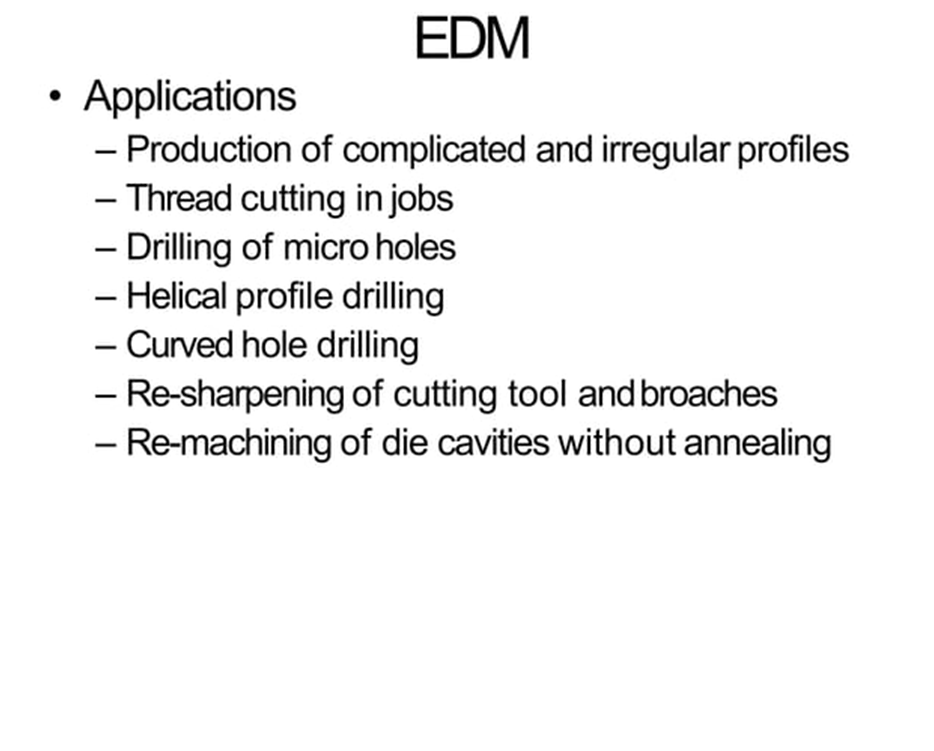 EDM
• Applications
– Production of complicated and irregular profiles
– Thread cutting in jobs
– Drilling of micro holes
– Helical profile drilling
– Curved hole drilling
– Re-sharpening of cutting tool and broaches
– Re-machining of die cavities without annealing